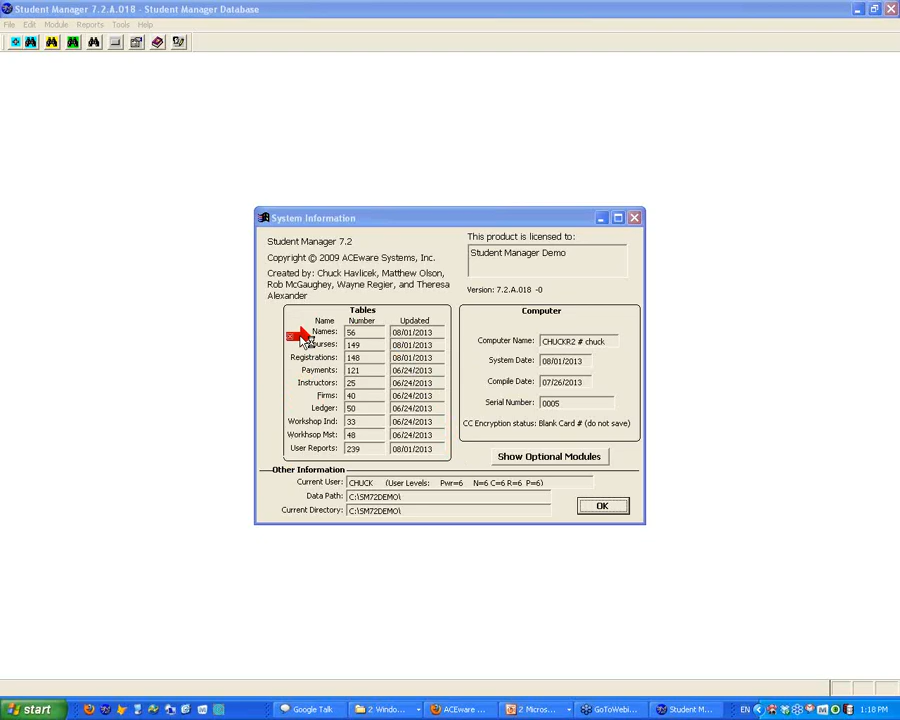 Student Manager 7.2.A.018 - Student Manager Database
File Edit Module Reports Tools Help
System Information
Student Manager 7.2
Copyright © 2009 ACEware Systems, Inc.
Created by: Chuck Havlicek, Matthew Olson,
Rob McGaughey, Wayne Regier, and Theresa
Alexander
This product is licensed to:
Student Manager Demo
Version: 7.2.A.018 -0
Tables
Name Number Updated
Names: 56 08/01/2013
urses: 149 08/01/2013
Registrations: 148 08/01/2013
Payments: 121 06/24/2013
Instructors: 25 06/24/2013
Firms: 40 06/24/2013
Ledger: 50 06/24/2013
Workshop Ind: 33 06/24/2013
Workhsop Mst: 48 06/24/2013
User Reports: 239 08/01/2013
Computer
Computer Name: CHUCKR2 # chuck
System Date: 08/01/2013
Compile Date: 07/26/2013
Serial Number: 0005
CC Encryption status: Blank Card # (do not save)
Show Optional Modules
Other Information
Current User: CHUCK (User Levels: Pwr=6 N=6 C=6 R=6 P=6)
Data Path: C:\SM72DEMO\
Current Directory: C:\SM72DEMO\
OK
start Google Talk 2 Windo... ACEware ... 2 Micros... GoToWebi... Student M... EN 1:18 PM